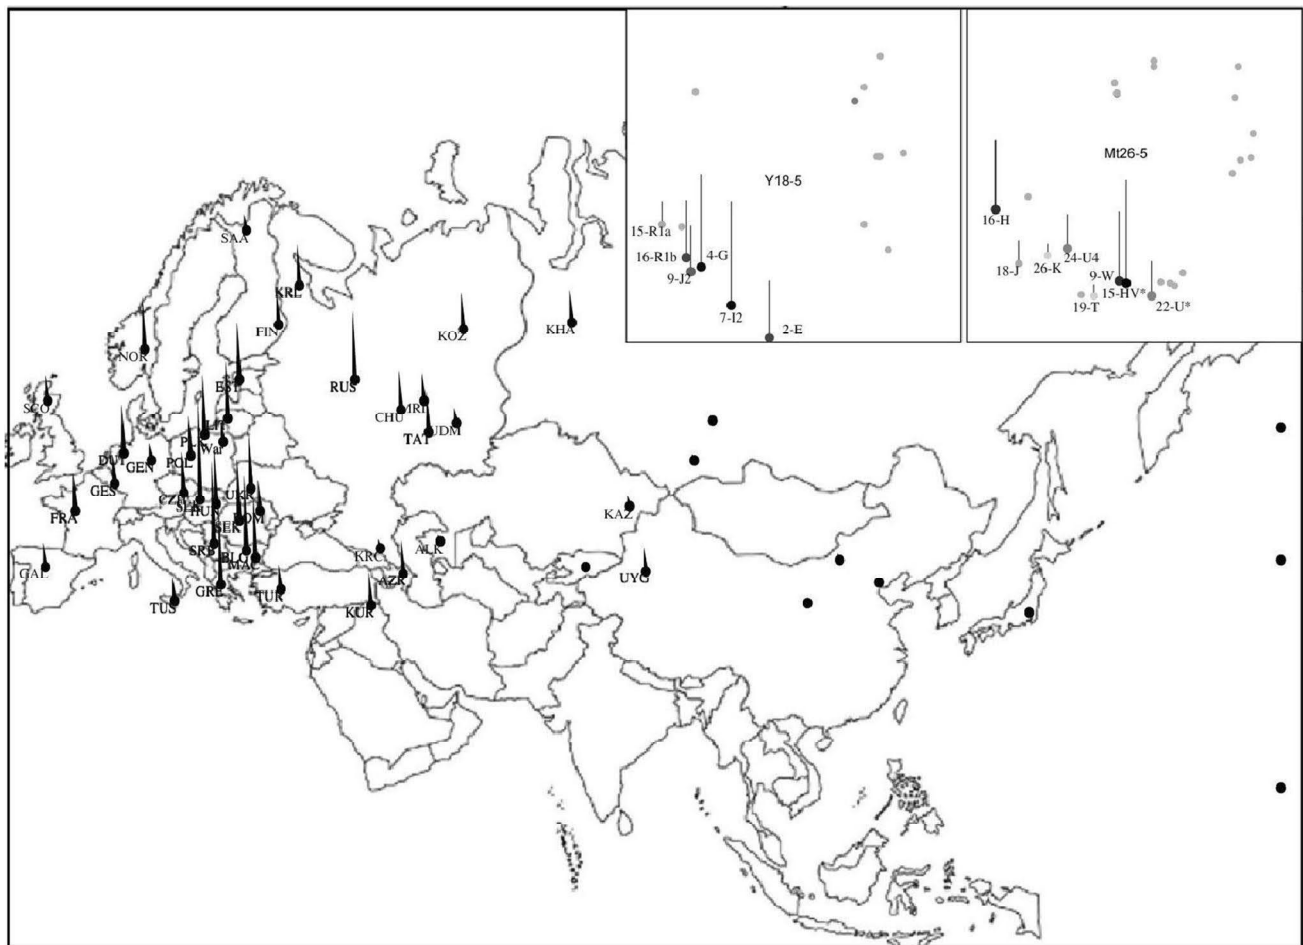 Y18-5
15-R1a
16-R1b
4-G
9-J2
7-I2
2-E
Mt26-5
16-H
18-J
26-K
24-U4
9-W
15-HV*
19-T
22-U*
SAA
KRL
FIN
KOZ
KHA
NOR
EST
RUS
SCO
CHU
MRI
UDM
TAT
LIT
DUT
GEN
POL
GES
CZE
UKR
FRA
HUN
SEK
KAZ
SRB
BLG
MAC
KRC
ALK
GAL
AZR
UYG
GRE
TUR
TUS
KUR